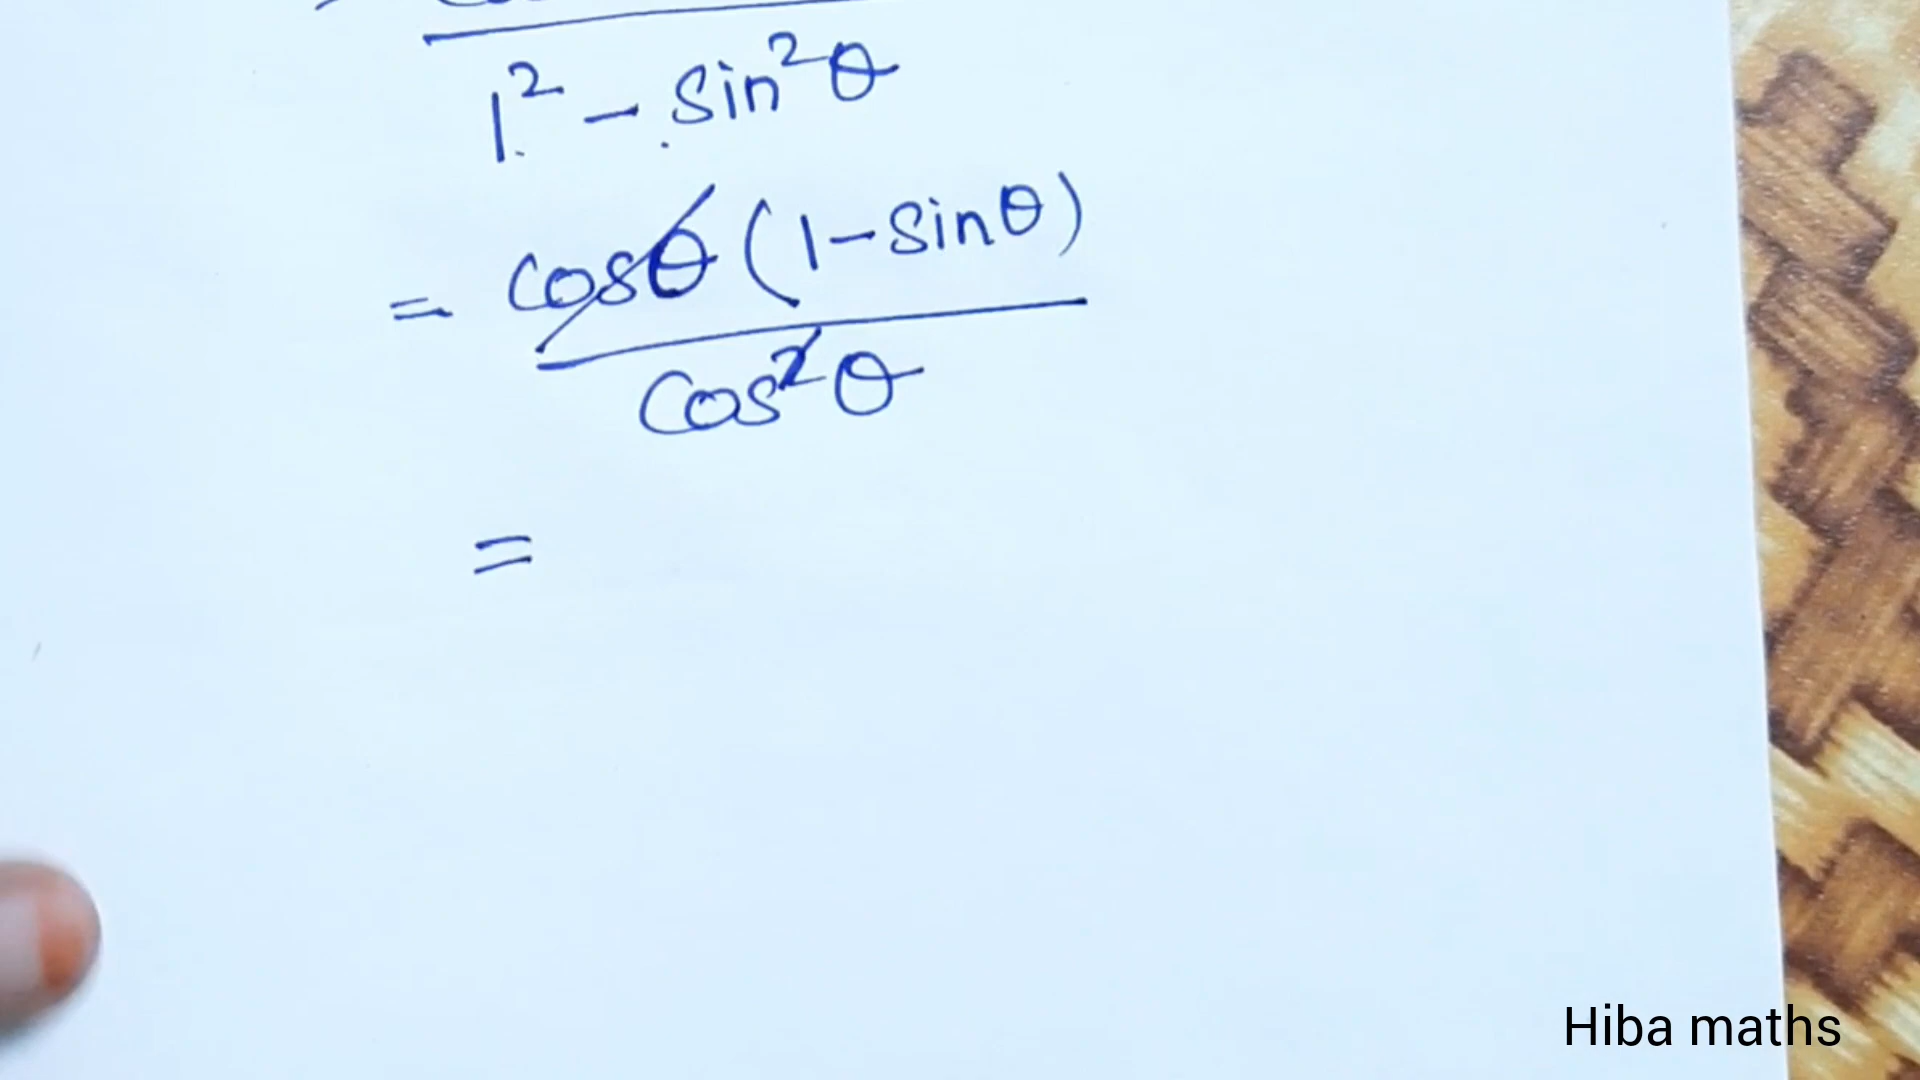 1² - sin²θ
= cosθ (1 - sinθ)
cos²θ
=
Hiba maths